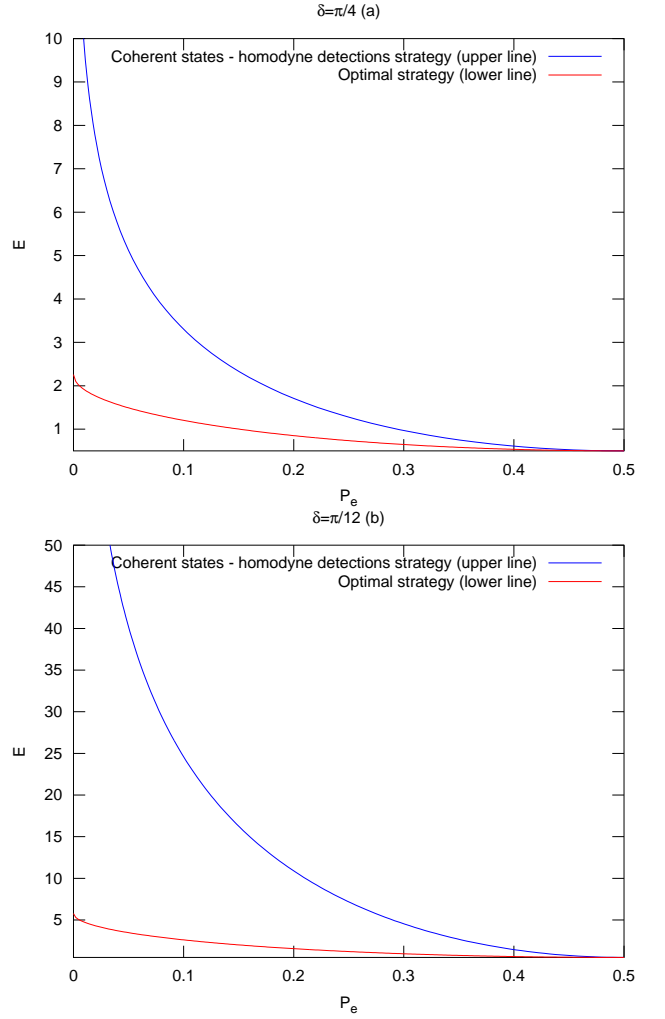 δ=π/4 (a)
10
Coherent states - homodyne detections strategy (upper line)
Optimal strategy (lower line)
9
8
7
6
E
5
4
3
2
1
0 0.1 0.2 0.3 0.4 0.5
P_e
δ=π/12 (b)
50
Coherent states - homodyne detections strategy (upper line)
Optimal strategy (lower line)
45
40
35
30
E
25
20
15
10
5
0 0.1 0.2 0.3 0.4 0.5
P_e